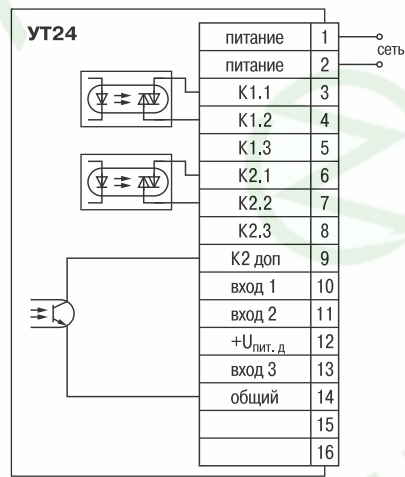 УТ24
питание 1
сеть
питание 2
К1.1 3
К1.2 4
К1.3 5
К2.1 6
К2.2 7
К2.3 8
К2 доп 9
вход 1 10
вход 2 11
+Uпит. д 12
вход 3 13
общий 14
15
16